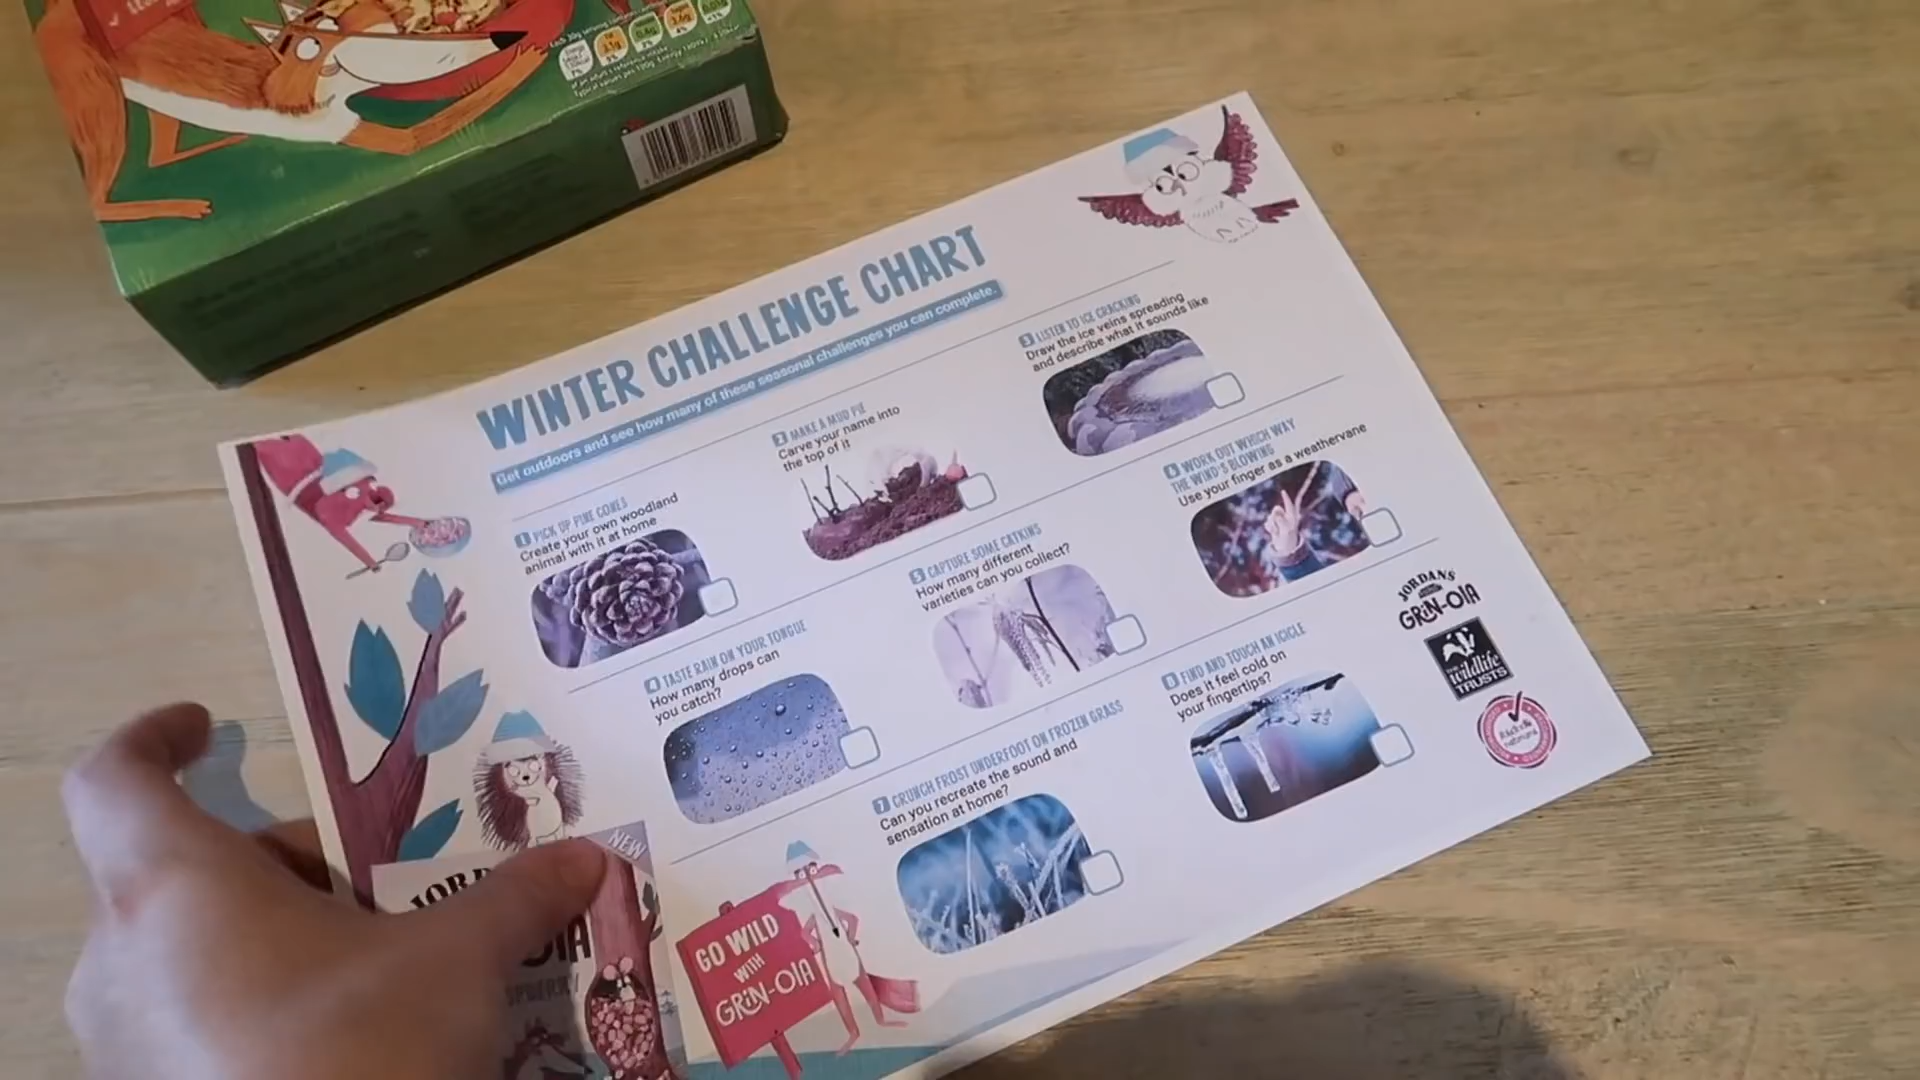 WINTER CHALLENGE CHART
Get outdoors and see how many of these seasonal challenges you can complete.
1 PICK UP PINE CONES
Create your own woodland
animal with it at home
2 MAKE A MUD PIE
Carve your name into
the top of it
3 LISTEN TO ICE CRACKING
Draw the ice veins spreading
and describe what it sounds like
4 TASTE RAIN ON YOUR TONGUE
How many drops can
you catch?
5 CAPTURE SOME CATKINS
How many different
varieties can you collect?
6 WORK OUT WHICH WAY
THE WIND'S BLOWING
Use your finger as a weathervane
7 CRUNCH FROST UNDERFOOT ON FROZEN GRASS
Can you recreate the sound and
sensation at home?
8 FIND AND TOUCH AN ICICLE
Does it feel cold on
your fingertips?
JORDANS
GRiN-OlA
THE
Wildlife
TRUSTS
NEW
GO WILD
WITH
GRiN-OlA